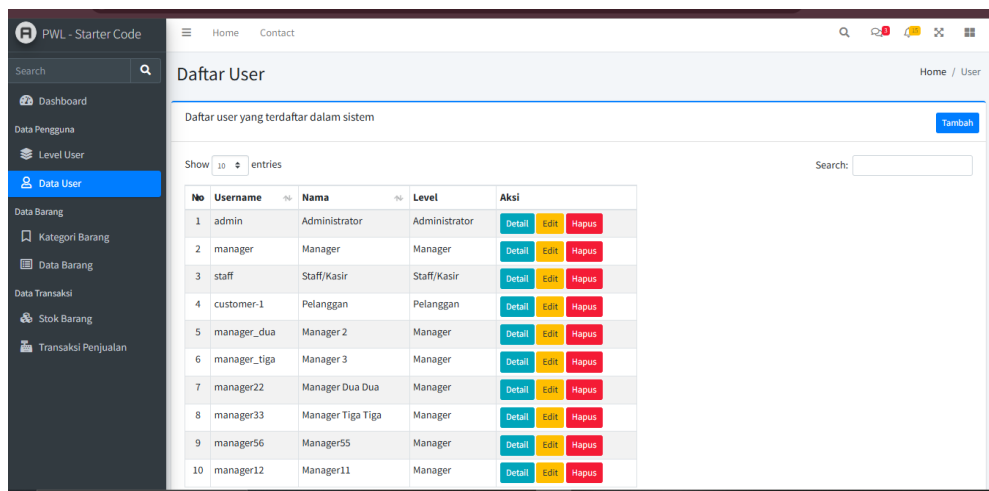 PWL - Starter Code
Home Contact
3
15
Search
Daftar User
Home / User
Dashboard
Data Pengguna
Level User
Data User
Data Barang
Kategori Barang
Data Barang
Data Transaksi
Stok Barang
Transaksi Penjualan
Daftar user yang terdaftar dalam sistem
Tambah
Show 10 entries
Search:
No Username Nama Level Aksi
1 admin Administrator Administrator Detail Edit Hapus
2 manager Manager Manager Detail Edit Hapus
3 staff Staff/Kasir Staff/Kasir Detail Edit Hapus
4 customer-1 Pelanggan Pelanggan Detail Edit Hapus
5 manager_dua Manager 2 Manager Detail Edit Hapus
6 manager_tiga Manager 3 Manager Detail Edit Hapus
7 manager22 Manager Dua Dua Manager Detail Edit Hapus
8 manager33 Manager Tiga Tiga Manager Detail Edit Hapus
9 manager56 Manager55 Manager Detail Edit Hapus
10 manager12 Manager11 Manager Detail Edit Hapus